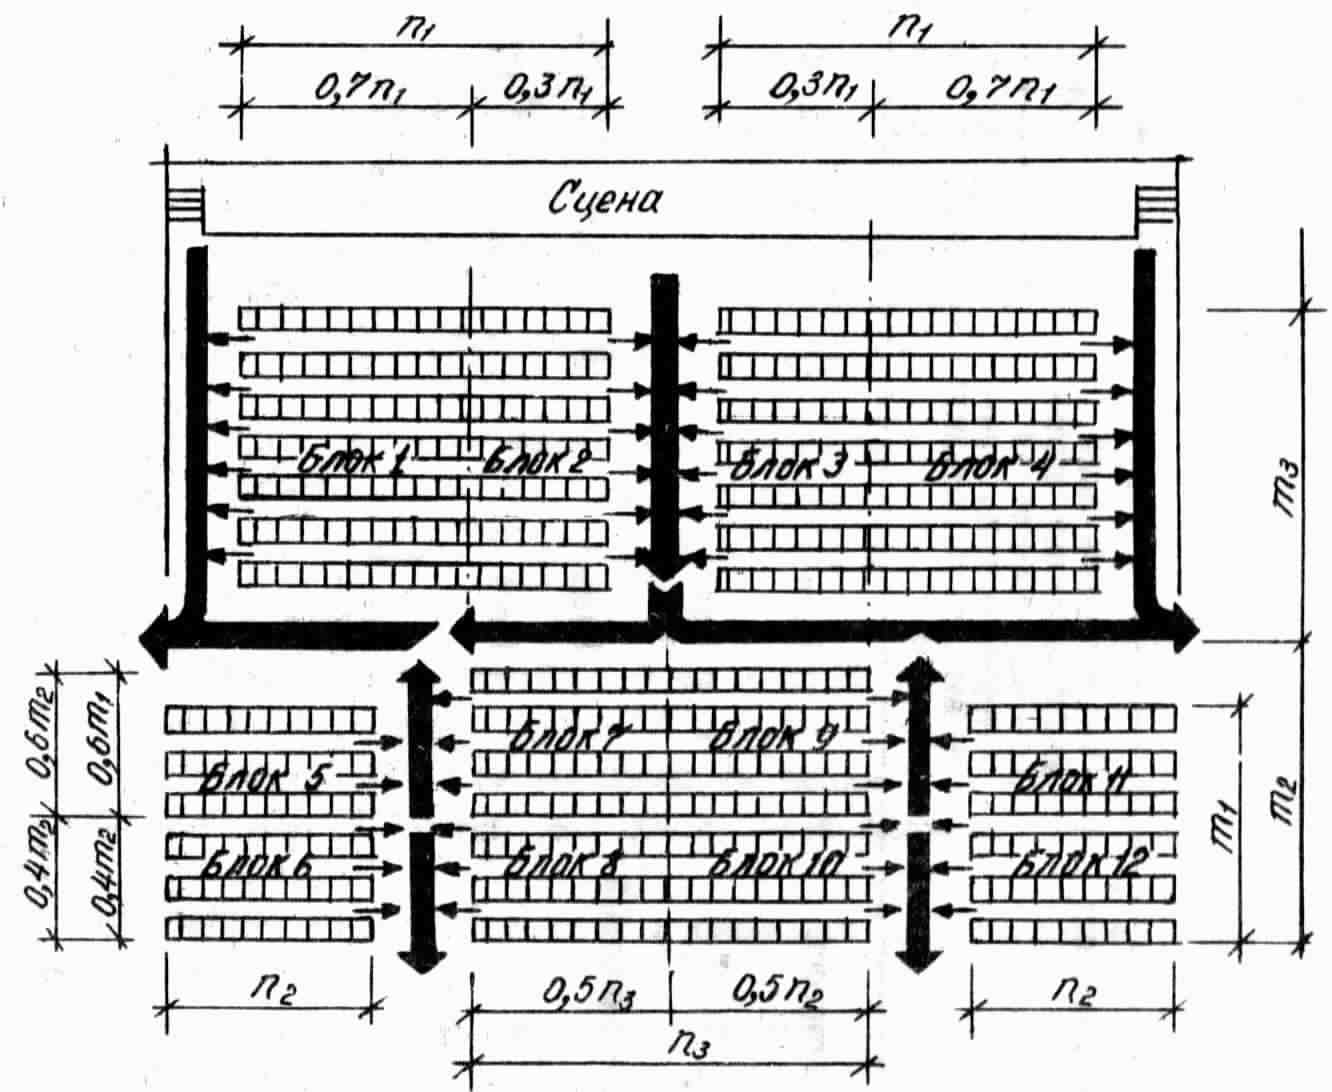 n1 n1
0,7n1 0,3n1 0,3n1 0,7n1
Сцена
Блок 1 Блок 2 Блок 3 Блок 4
m3
0,6m2 0,6m1
Блок 7 Блок 9
Блок 5 Блок 11
0,4m2 0,4m2
Блок 6 Блок 8 Блок 10 Блок 12
m1 m2
n2 0,5n3 0,5n2 n2
n3